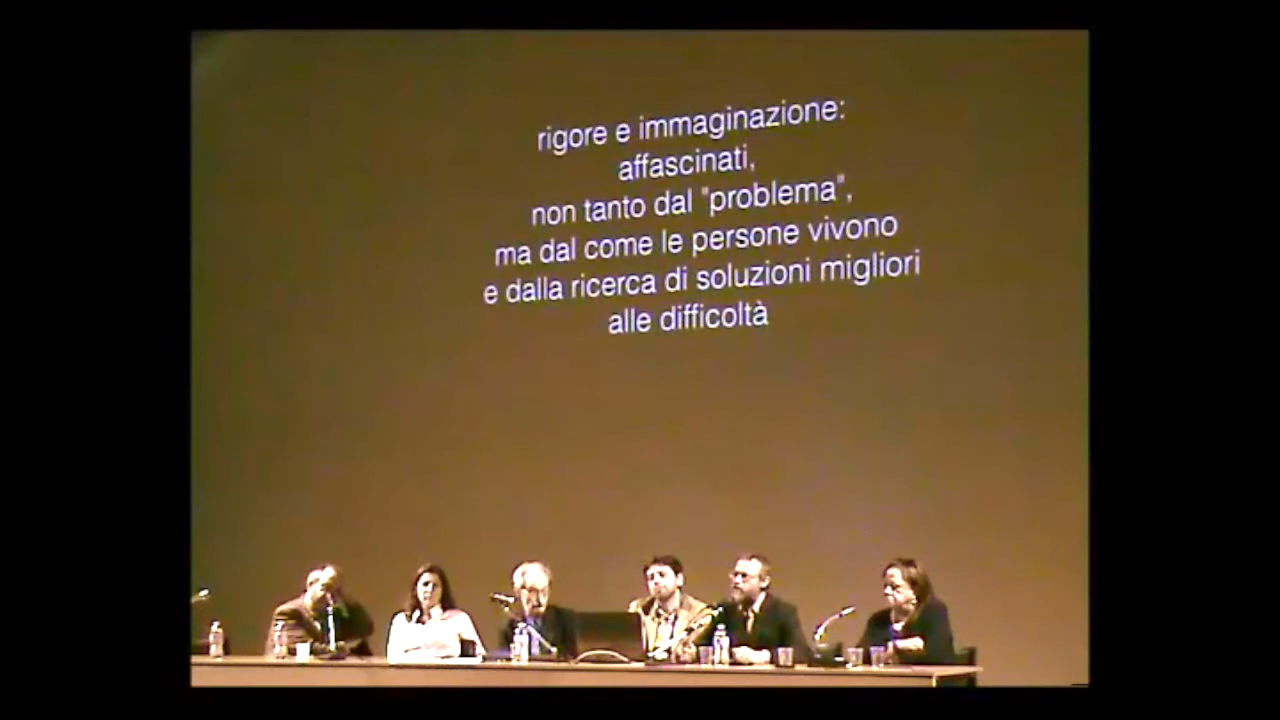 rigore e immaginazione:
affascinati,
non tanto dal "problema",
ma dal come le persone vivono
e dalla ricerca di soluzioni migliori
alle difficoltà